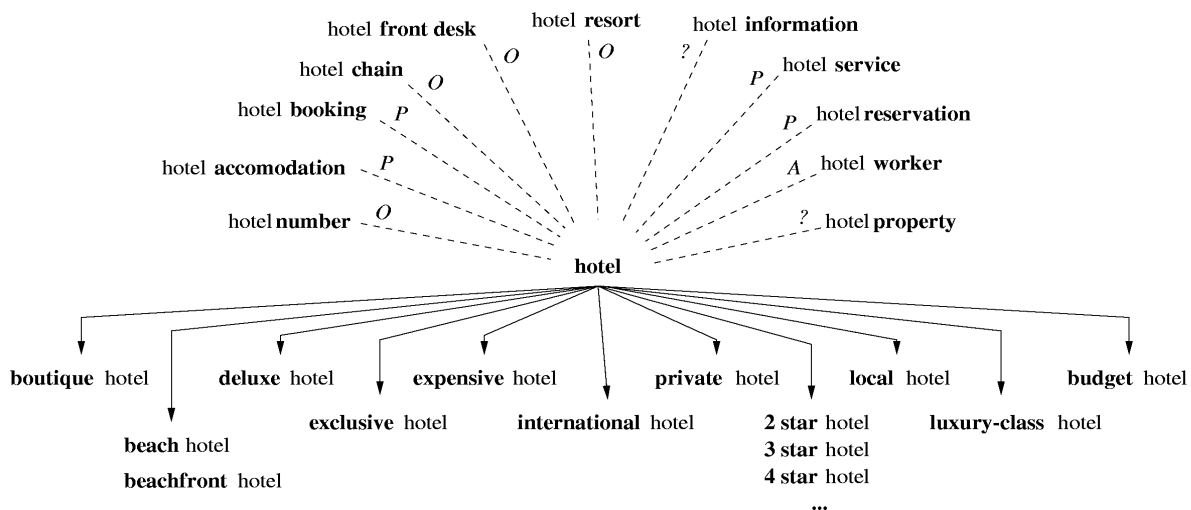 hotel resort
hotel front desk O O ? hotel information
hotel chain O P hotel service
hotel booking P P hotel reservation
hotel accomodation P A hotel worker
hotel number O ? hotel property
hotel
boutique hotel deluxe hotel expensive hotel private hotel local hotel budget hotel
exclusive hotel international hotel 2 star hotel luxury-class hotel
beach hotel 3 star hotel
beachfront hotel 4 star hotel
...